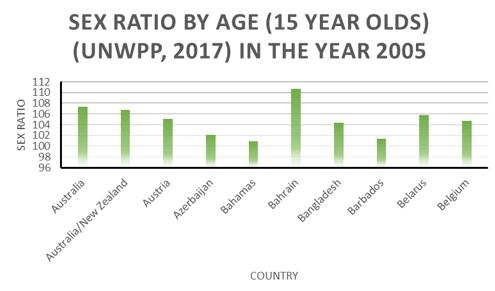 SEX RATIO BY AGE (15 YEAR OLDS)
(UNWPP, 2017) IN THE YEAR 2005
SEX RATIO
112
110
108
106
104
102
100
98
96
Australia
Australia/New Zealand
Austria
Azerbaijan
Bahamas
Bahrain
Bangladesh
Barbados
Belarus
Belgium
COUNTRY